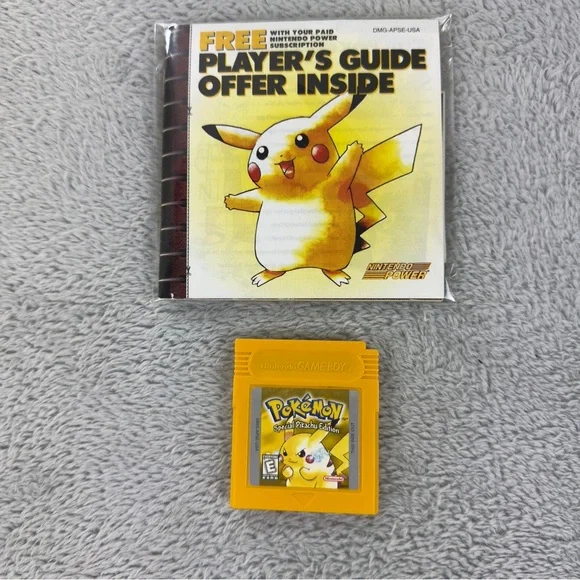 FREE WITH YOUR PAID
NINTENDO POWER
SUBSCRIPTION
DMG-APSE-USA
PLAYER'S GUIDE
OFFER INSIDE
NINTENDO
POWER
Nintendo GAME BOY
POKéMON
Special Pikachu Edition
E
Nintendo